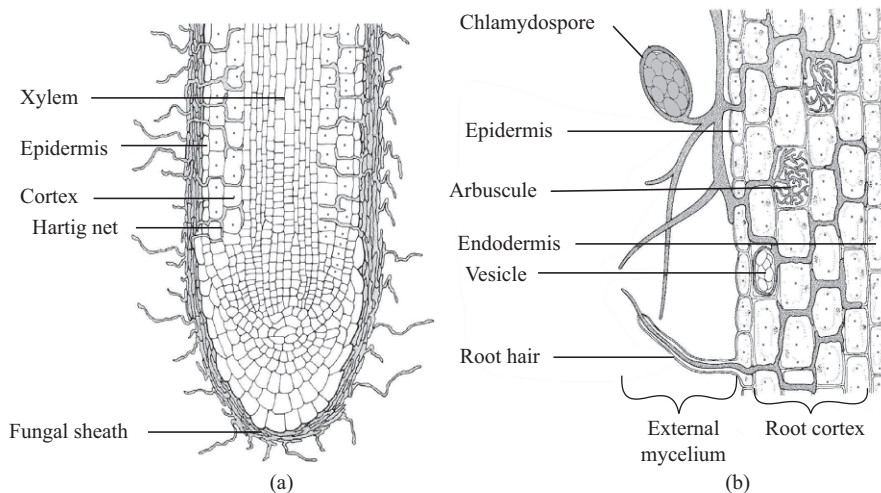 Xylem
Epidermis
Cortex
Hartig net
Fungal sheath
(a)
Chlamydospore
Epidermis
Arbuscule
Endodermis
Vesicle
Root hair
External
mycelium
Root cortex
(b)